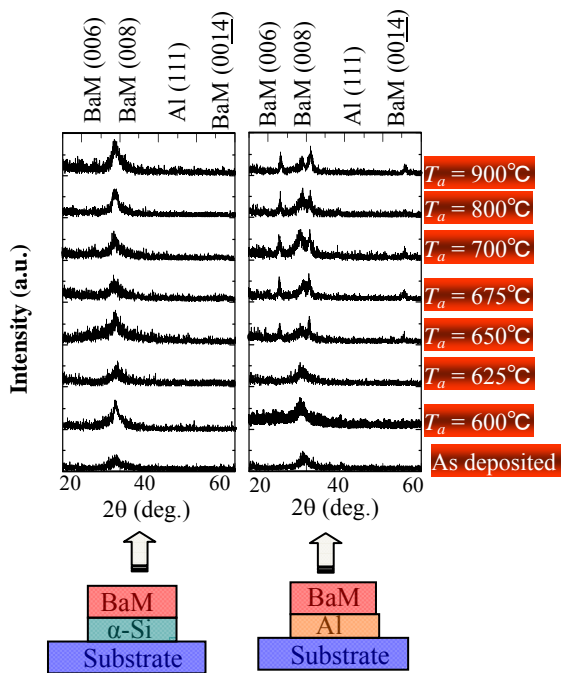 BaM (006)
BaM (008)
Al (111)
BaM (0014)
BaM (006)
BaM (008)
Al (111)
BaM (0014)
Intensity (a.u.)
Ta = 900℃
Ta = 800℃
Ta = 700℃
Ta = 675℃
Ta = 650℃
Ta = 625℃
Ta = 600℃
As deposited
20 40 60
20 40 60
2θ (deg.)
2θ (deg.)
BaM
α-Si
Substrate
BaM
Al
Substrate